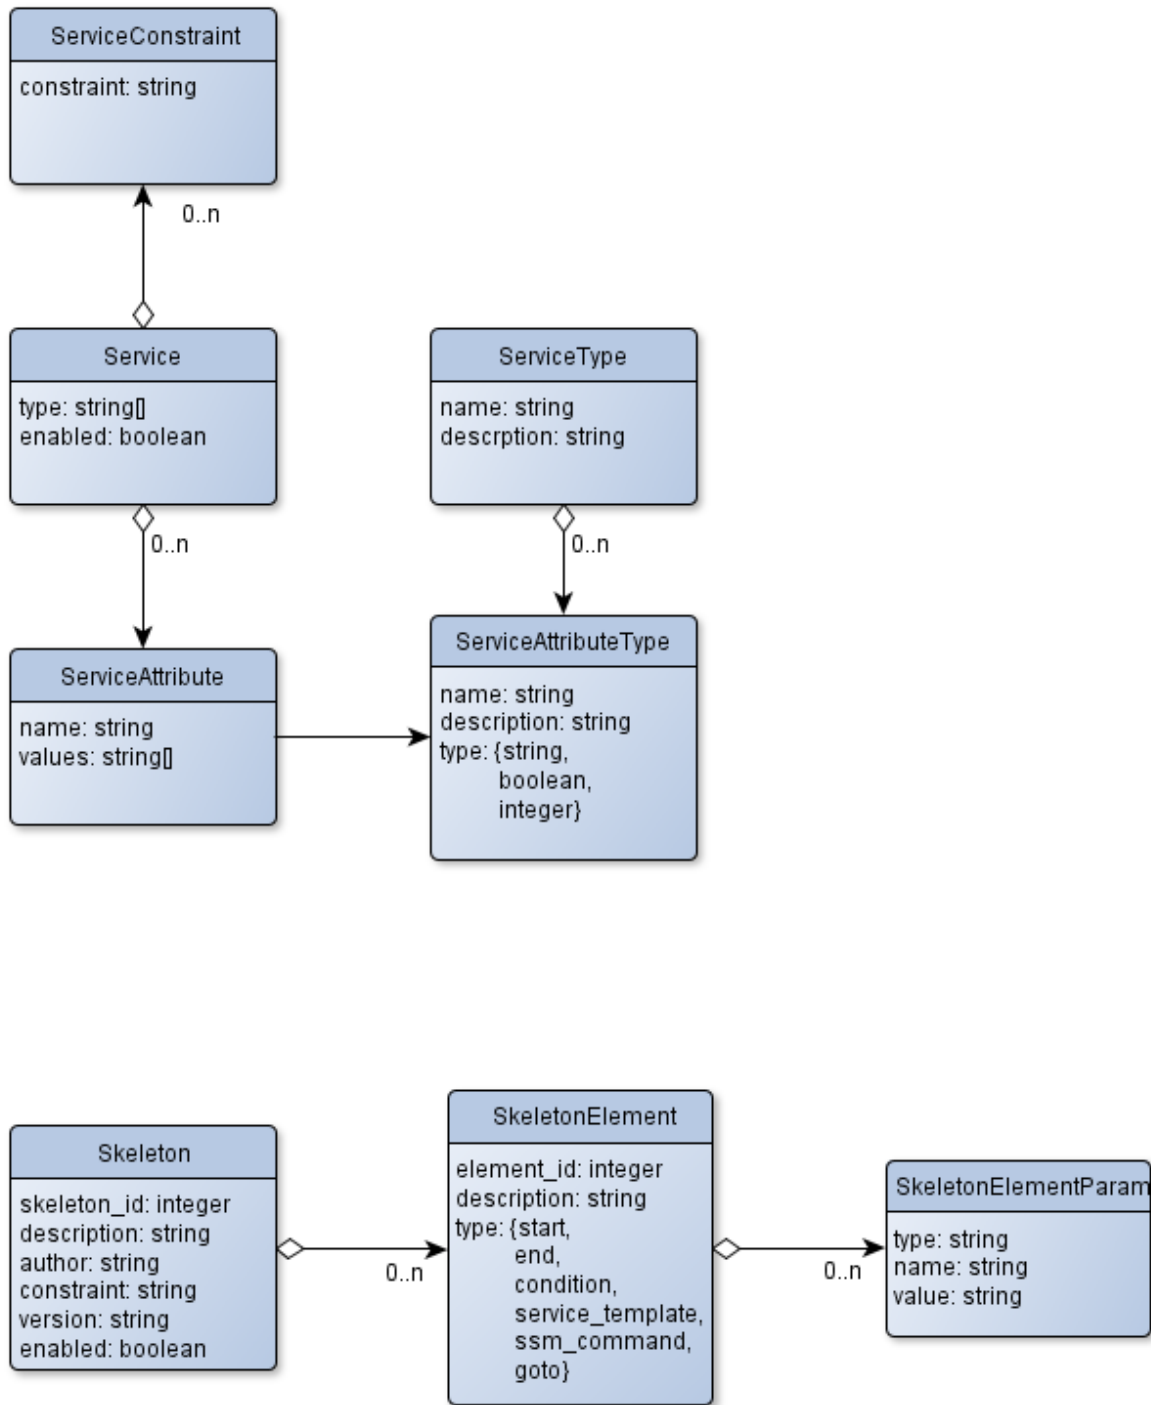 ServiceConstraint
constraint: string
0..n
Service
type: string[]
enabled: boolean
0..n
ServiceType
name: string
descrption: string
0..n
ServiceAttribute
name: string
values: string[]
ServiceAttributeType
name: string
description: string
type: {string,
boolean,
integer}
Skeleton
skeleton_id: integer
description: string
author: string
constraint: string
version: string
enabled: boolean
0..n
SkeletonElement
element_id: integer
description: string
type: {start,
end,
condition,
service_template,
ssm_command,
goto}
0..n
SkeletonElementParam
type: string
name: string
value: string